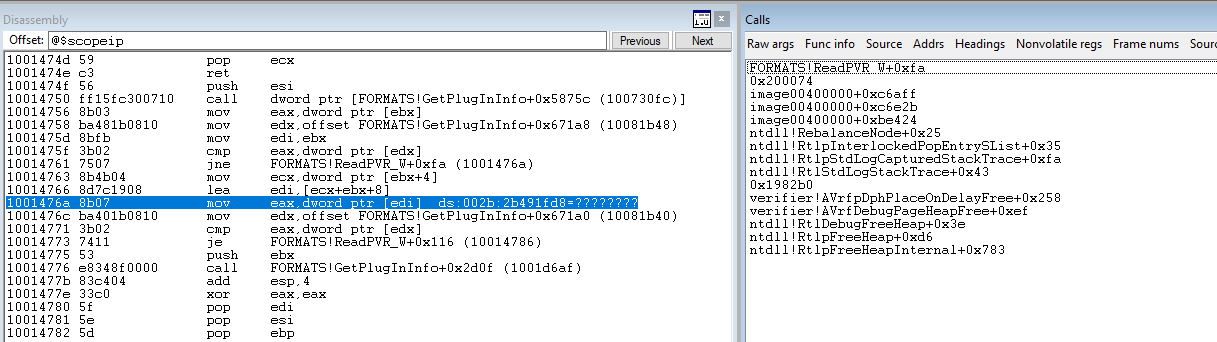 Disassembly
Offset: @$scopeip Previous Next
1001474d 59 pop ecx
1001474e c3 ret
1001474f 56 push esi
10014750 ff15fc300710 call dword ptr [FORMATS!GetPlugInInfo+0x5875c (100730fc)]
10014756 8b03 mov eax,dword ptr [ebx]
10014758 ba481b0810 mov edx,offset FORMATS!GetPlugInInfo+0x671a8 (10081b48)
1001475d 8bfb mov edi,ebx
1001475f 3b02 cmp eax,dword ptr [edx]
10014761 7507 jne FORMATS!ReadPVR_W+0xfa (1001476a)
10014763 8b4b04 mov ecx,dword ptr [ebx+4]
10014766 8d7c1908 lea edi,[ecx+ebx+8]
1001476a 8b07 mov eax,dword ptr [edi] ds:002b:2b491fd8=????????
1001476c ba401b0810 mov edx,offset FORMATS!GetPlugInInfo+0x671a0 (10081b40)
10014771 3b02 cmp eax,dword ptr [edx]
10014773 7411 je FORMATS!ReadPVR_W+0x116 (10014786)
10014775 53 push ebx
10014776 e8348f0000 call FORMATS!GetPlugInInfo+0x2d0f (1001d6af)
1001477b 83c404 add esp,4
1001477e 33c0 xor eax,eax
10014780 5f pop edi
10014781 5e pop esi
10014782 5d pop ebp
Calls
Raw args Func info Source Addrs Headings Nonvolatile regs Frame nums
FORMATS!ReadPVR_W+0xfa
0x200074
image00400000+0xc6aff
image00400000+0xc6e2b
image00400000+0xbe424
ntdll!RebalanceNode+0x25
ntdll!RtlpInterlockedPopEntrySList+0x35
ntdll!RtlpStdLogCapturedStackTrace+0xfa
ntdll!RtlStdLogStackTrace+0x43
0x1982b0
verifier!AVrfpDphPlaceOnDelayFree+0x258
verifier!AVrfDebugPageHeapFree+0xef
ntdll!RtlDebugFreeHeap+0x3e
ntdll!RtlpFreeHeap+0xd6
ntdll!RtlpFreeHeapInternal+0x783